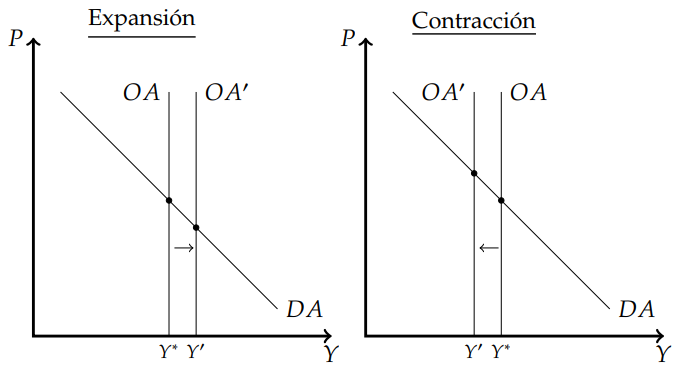 Expansión
P
OA OA′
DA
Y* Y′
Y
Contracción
P
OA′ OA
DA
Y′ Y*
Y